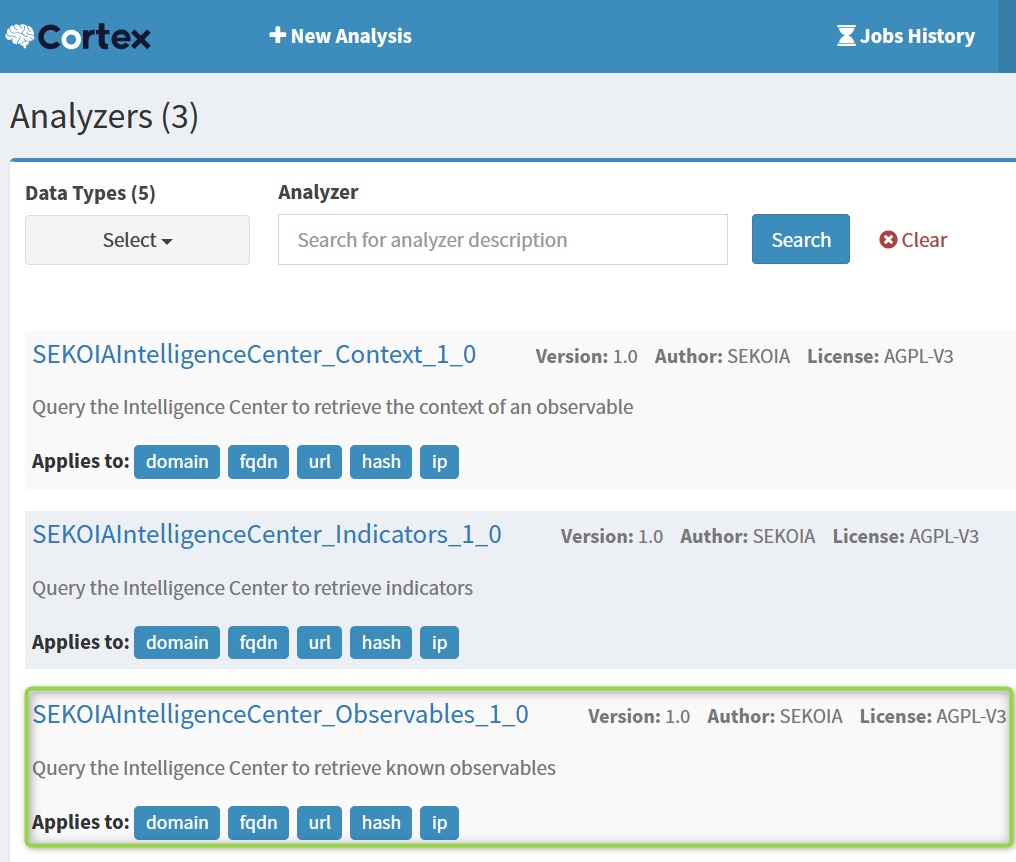 Cortex
New Analysis
Jobs History
Analyzers (3)
Data Types (5)
Analyzer
Select
Search for analyzer description
Search
Clear
SEKOIAIntelligenceCenter_Context_1_0 Version: 1.0 Author: SEKOIA License: AGPL-V3
Query the Intelligence Center to retrieve the context of an observable
Applies to: domain fqdn url hash ip
SEKOIAIntelligenceCenter_Indicators_1_0 Version: 1.0 Author: SEKOIA License: AGPL-V3
Query the Intelligence Center to retrieve indicators
Applies to: domain fqdn url hash ip
SEKOIAIntelligenceCenter_Observables_1_0 Version: 1.0 Author: SEKOIA License: AGPL-V3
Query the Intelligence Center to retrieve known observables
Applies to: domain fqdn url hash ip